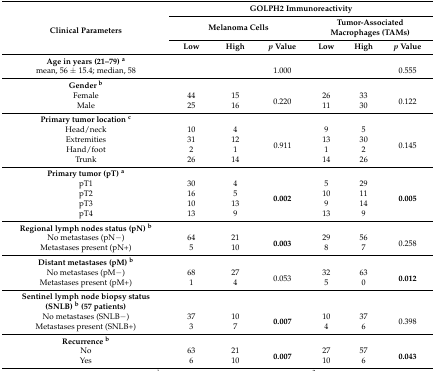 GOLPH2 Immunoreactivity
Clinical Parameters Melanoma Cells Tumor-Associated Macrophages (TAMs)
Low High p Value Low High p Value
Age in years (21–79) a
mean, 56 ± 15.4; median, 58 1.000 0.555
Gender b
Female 44 15 0.220 26 33 0.122
Male 25 16 11 30
Primary tumor location c
Head/neck 10 4 0.911 9 5 0.145
Extremities 31 12 13 30
Hand/foot 2 1 1 2
Trunk 26 14 14 26
Primary tumor (pT) a
pT1 30 4 0.002 5 29 0.005
pT2 16 5 10 11
pT3 10 13 9 14
pT4 13 9 13 9
Regional lymph nodes status (pN) b
No metastases (pN−) 64 21 0.003 29 56 0.258
Metastases present (pN+) 5 10 8 7
Distant metastases (pM) b
No metastases (pM−) 68 27 0.053 32 63 0.012
Metastases present (pM+) 1 4 5 0
Sentinel lymph node biopsy status
(SNLB) b (57 patients)
No metastases (SNLB−) 37 10 0.007 10 37 0.398
Metastases present (SNLB+) 3 7 4 6
Recurrence b
No 63 21 0.007 27 57 0.043
Yes 6 10 10 6